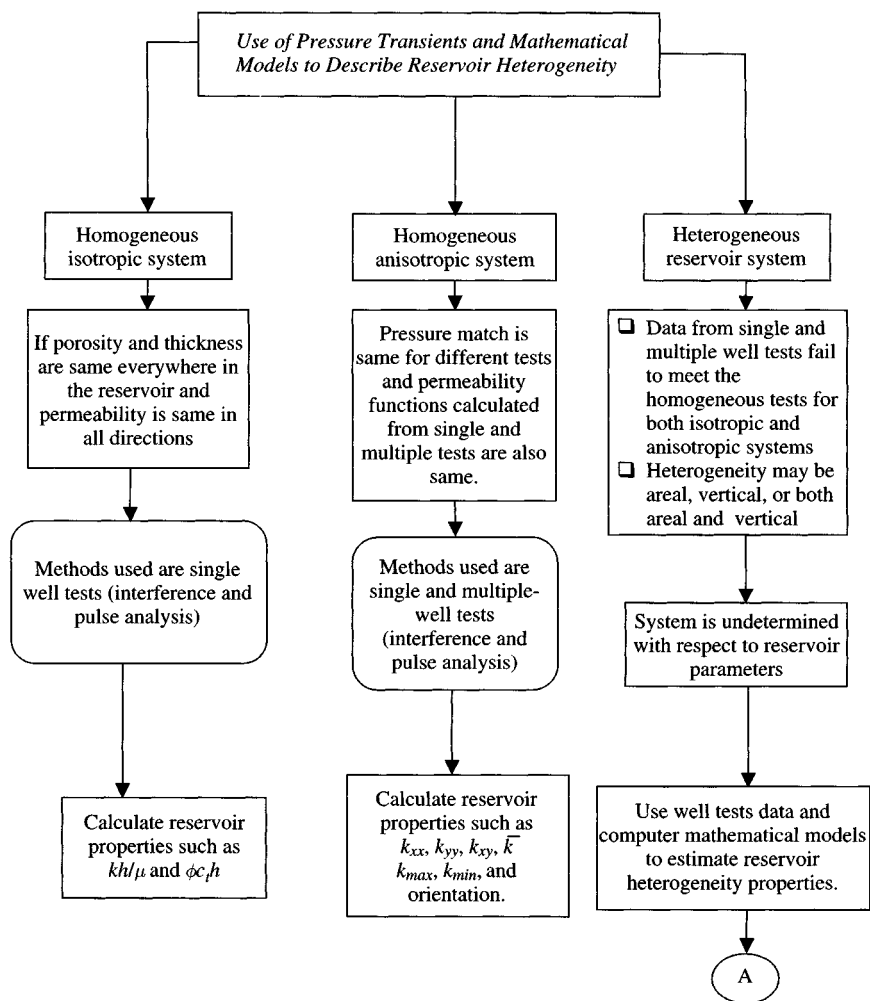 Use of Pressure Transients and Mathematical
Models to Describe Reservoir Heterogeneity
Homogeneous
isotropic system
If porosity and thickness
are same everywhere in
the reservoir and
permeability is same in
all directions
Methods used are single
well tests (interference and
pulse analysis)
Calculate reservoir
properties such as
kh/μ and ϕcₜh
Homogeneous
anisotropic system
Pressure match is
same for different tests
and permeability
functions calculated
from single and
multiple tests are also
same.
Methods used are
single and multiple-
well tests
(interference and
pulse analysis)
Calculate reservoir
properties such as
kxx, kyy, kxy, k̄
kmax, kmin, and
orientation.
Heterogeneous
reservoir system
❑ Data from single and
multiple well tests fail
to meet the
homogeneous tests for
both isotropic and
anisotropic systems
❑ Heterogeneity may be
areal, vertical, or both
areal and vertical
System is undetermined
with respect to reservoir
parameters
Use well tests data and
computer mathematical models
to estimate reservoir
heterogeneity properties.
A